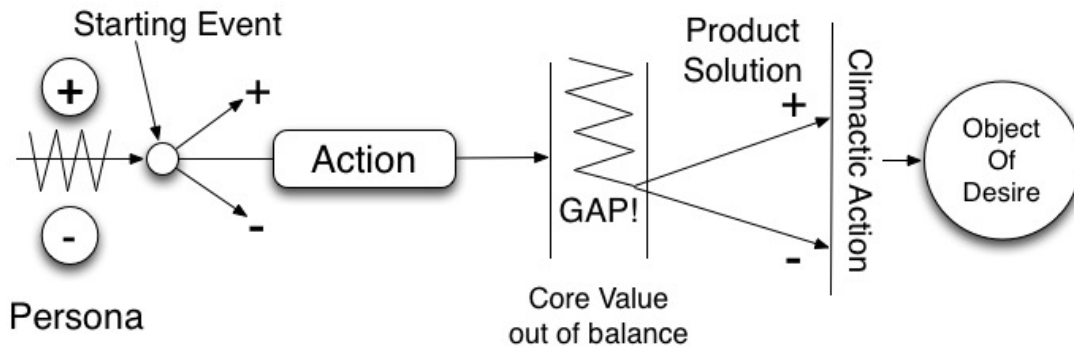 Starting Event
+
-
Persona
+
-
Action
GAP!
Core Value
out of balance
Product
Solution
+
-
Climactic Action
Object
Of
Desire